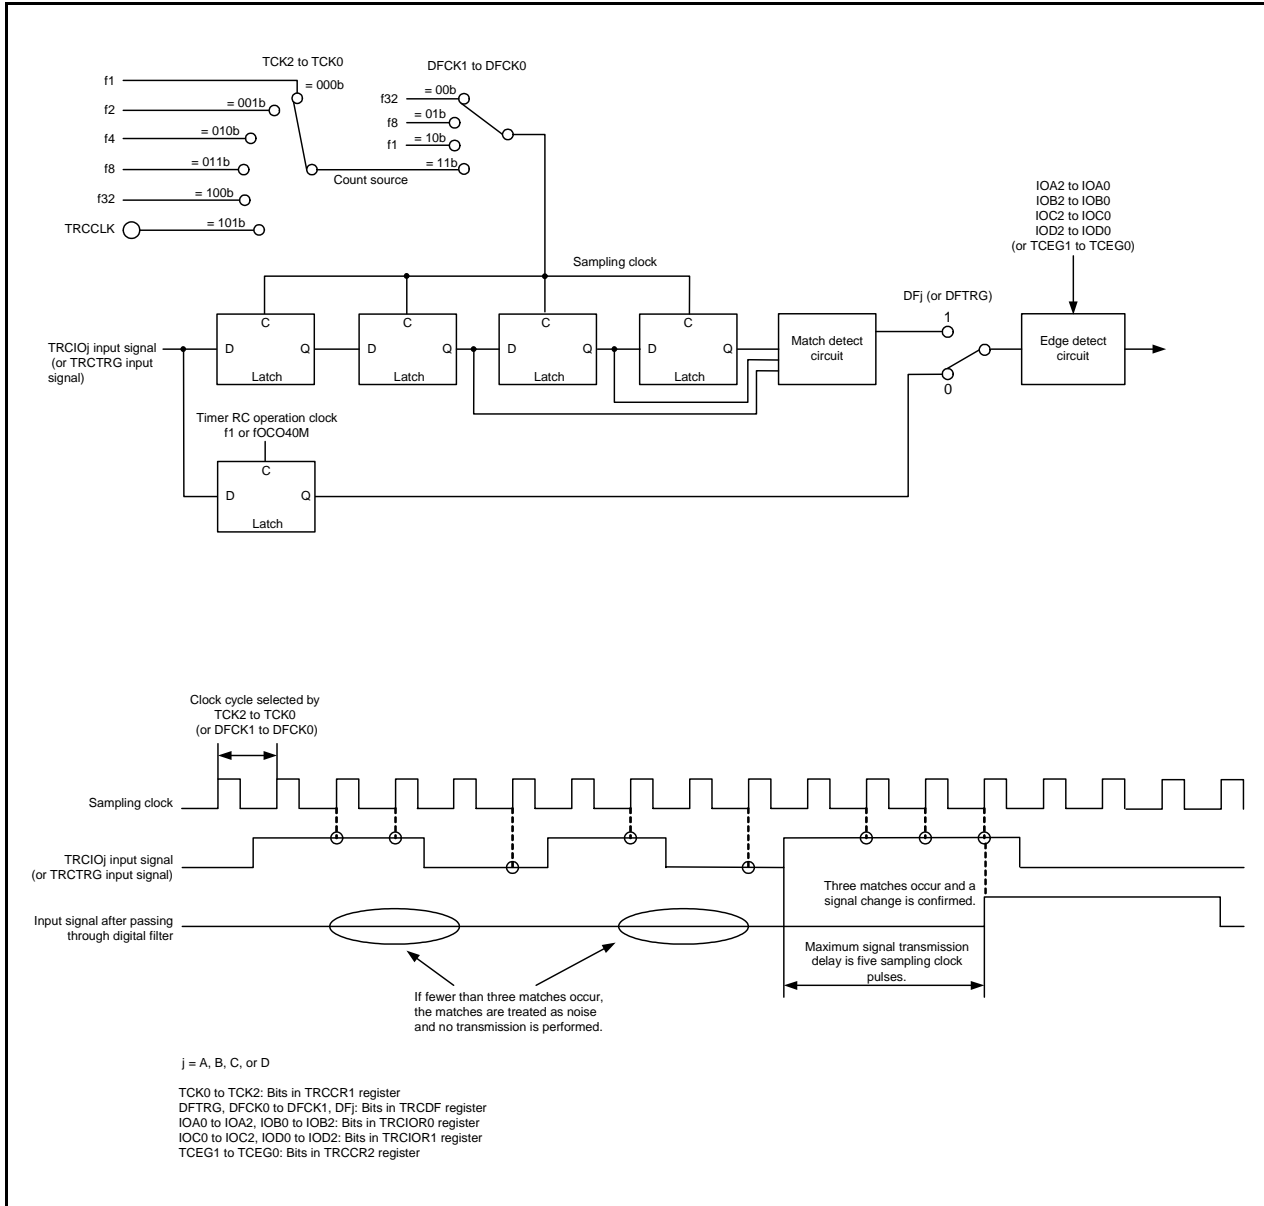 TCK2 to TCK0
DFCK1 to DFCK0
f1
= 000b
f2
= 001b
f4
= 010b
f8
= 011b
f32
= 100b
TRCCLK
= 101b
Count source
f32
= 00b
f8
= 01b
f1
= 10b
= 11b
IOA2 to IOA0
IOB2 to IOB0
IOC2 to IOC0
IOD2 to IOD0
(or TCEG1 to TCEG0)
Sampling clock
DFj (or DFTRG)
1
0
TRCIOj input signal
(or TRCTRG input
signal)
C
D
Q
Latch
C
D
Q
Latch
C
D
Q
Latch
C
D
Q
Latch
Match detect
circuit
Edge detect
circuit
Timer RC operation clock
f1 or fOCO40M
C
D
Q
Latch
Clock cycle selected by
TCK2 to TCK0
(or DFCK1 to DFCK0)
Sampling clock
TRCIOj input signal
(or TRCTRG input signal)
Three matches occur and a
signal change is confirmed.
Input signal after passing
through digital filter
Maximum signal transmission
delay is five sampling clock
pulses.
If fewer than three matches occur,
the matches are treated as noise
and no transmission is performed.
j = A, B, C, or D
TCK0 to TCK2: Bits in TRCCR1 register
DFTRG, DFCK0 to DFCK1, DFj: Bits in TRCDF register
IOA0 to IOA2, IOB0 to IOB2: Bits in TRCIOR0 register
IOC0 to IOC2, IOD0 to IOD2: Bits in TRCIOR1 register
TCEG1 to TCEG0: Bits in TRCCR2 register